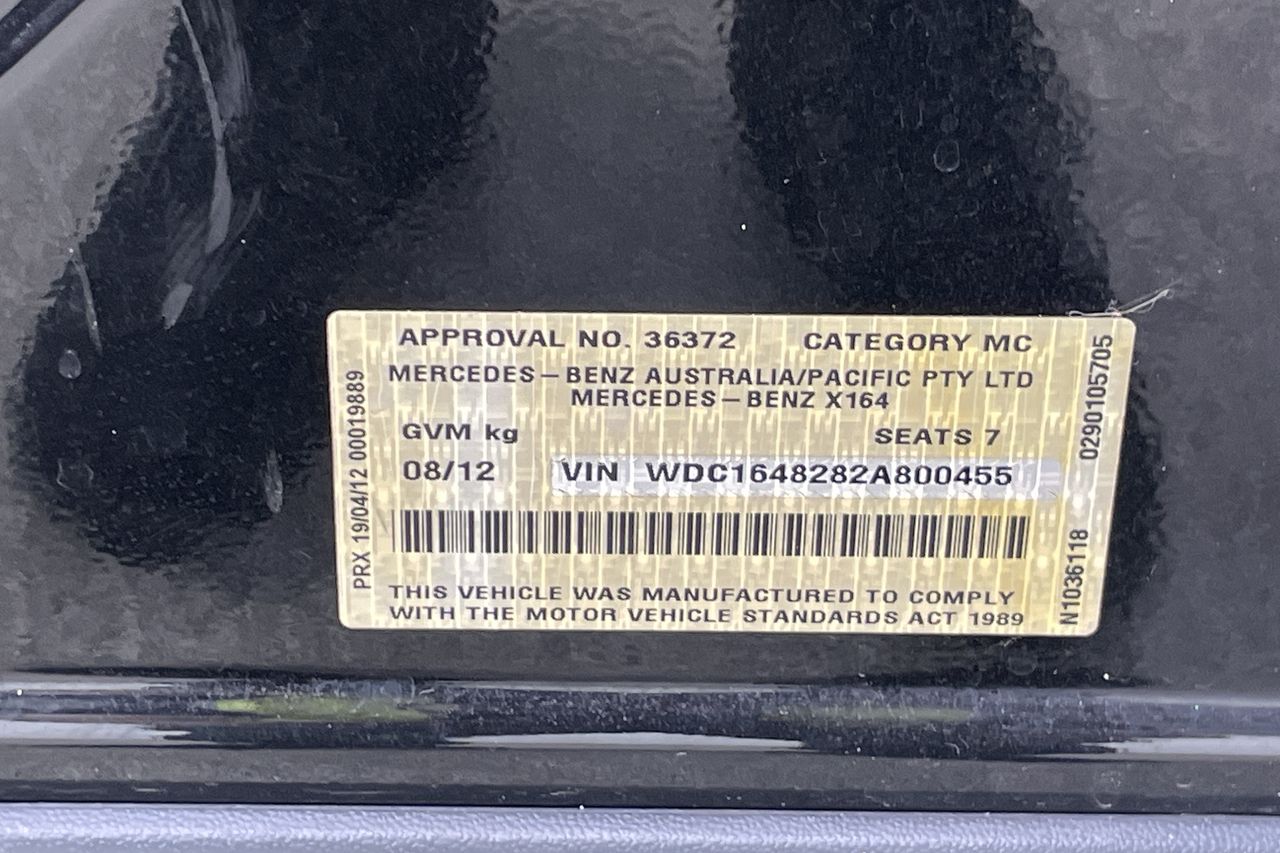 APPROVAL NO. 36372 CATEGORY MC
MERCEDES-BENZ AUSTRALIA/PACIFIC PTY LTD
MERCEDES-BENZ X164
GVM kg SEATS 7
08/12 VIN WDC1648282A800455
THIS VEHICLE WAS MANUFACTURED TO COMPLY
WITH THE MOTOR VEHICLE STANDARDS ACT 1989
PRX 19/04/12 00019889
N1036118 0290105705